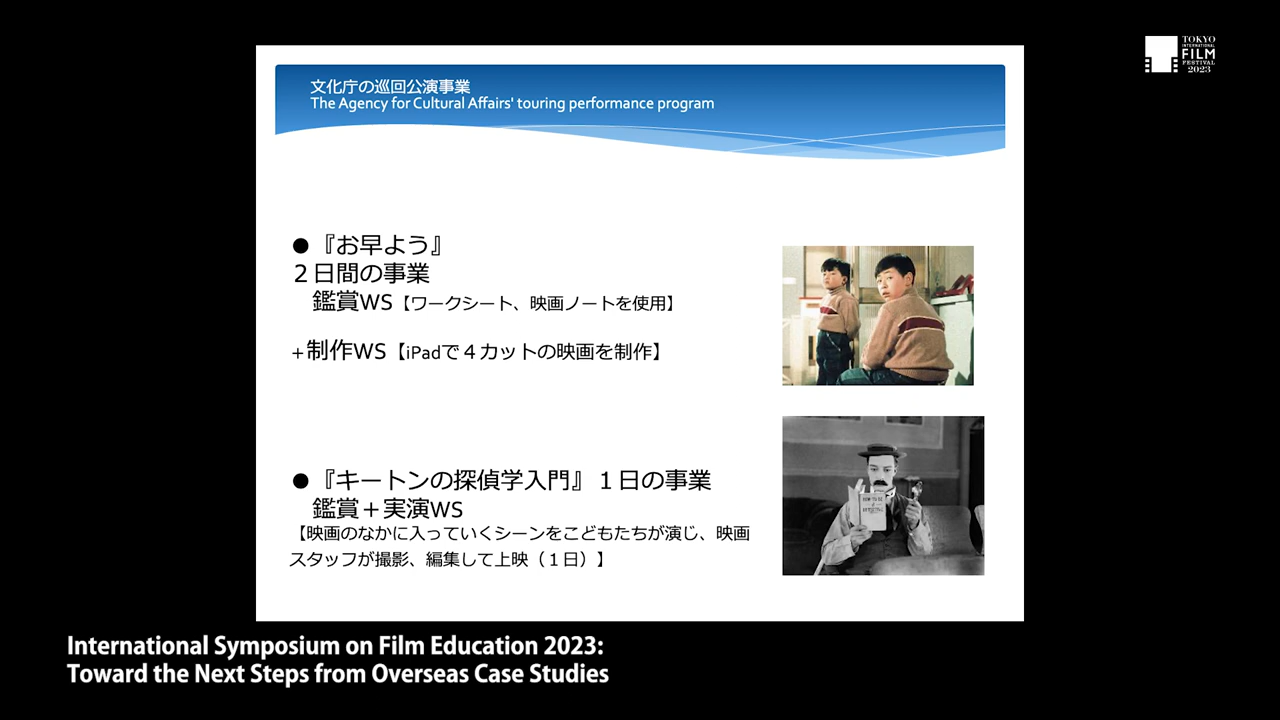 TOKYO
INTERNATIONAL
FILM
FESTIVAL
2023
文化庁の巡回公演事業
The Agency for Cultural Affairs' touring performance program
●『お早よう』
２日間の事業
鑑賞WS【ワークシート、映画ノートを使用】
+制作WS【iPadで４カットの映画を制作】
●『キートンの探偵学入門』１日の事業
鑑賞＋実演WS
【映画のなかに入っていくシーンをこどもたちが演じ、映画
スタッフが撮影、編集して上映（１日）】
HOW TO BE
A
DETECTIVE
International Symposium on Film Education 2023:
Toward the Next Steps from Overseas Case Studies